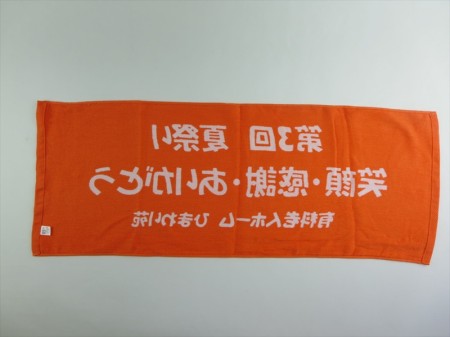 第3回 夏祭り
笑顔・感謝・ありがとう
有料老人ホーム ひまわり苑